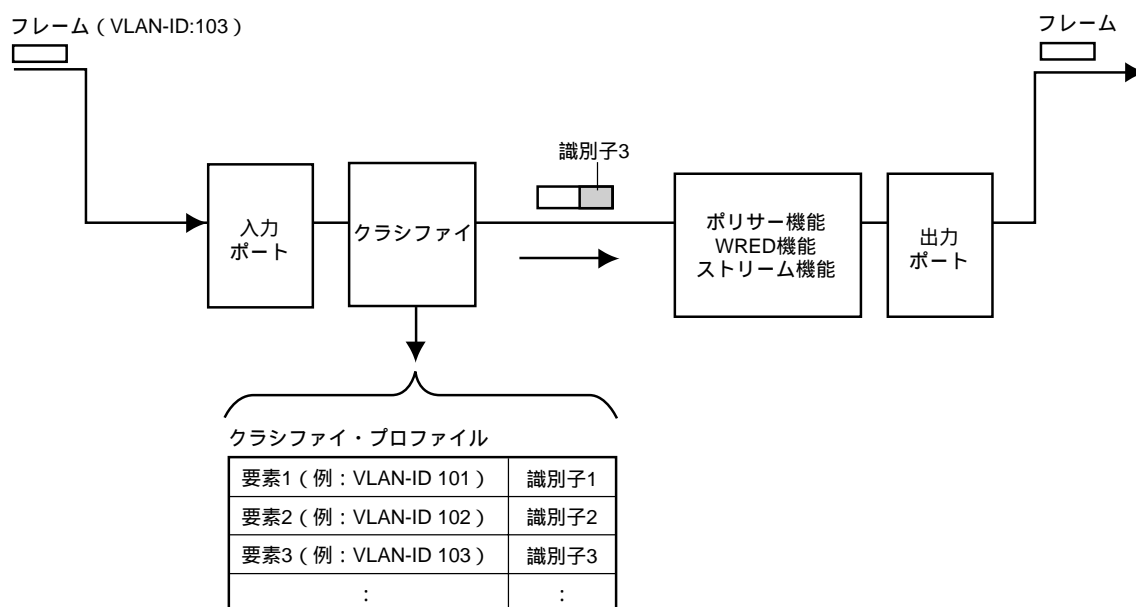 フレーム（VLAN-ID:103）
フレーム
識別子3
入力
ポート
クラシファイ
ポリサー機能
WRED機能
ストリーム機能
出力
ポート
クラシファイ・プロファイル
要素1（例：VLAN-ID 101） 識別子1
要素2（例：VLAN-ID 102） 識別子2
要素3（例：VLAN-ID 103） 識別子3
： ：